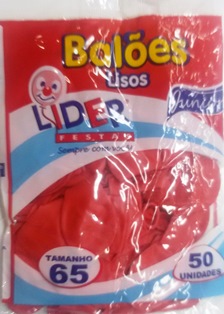 Balões
Lisos
LIDER
FESTAS
Sempre com você!
TAMANHO
65
50
UNIDADES